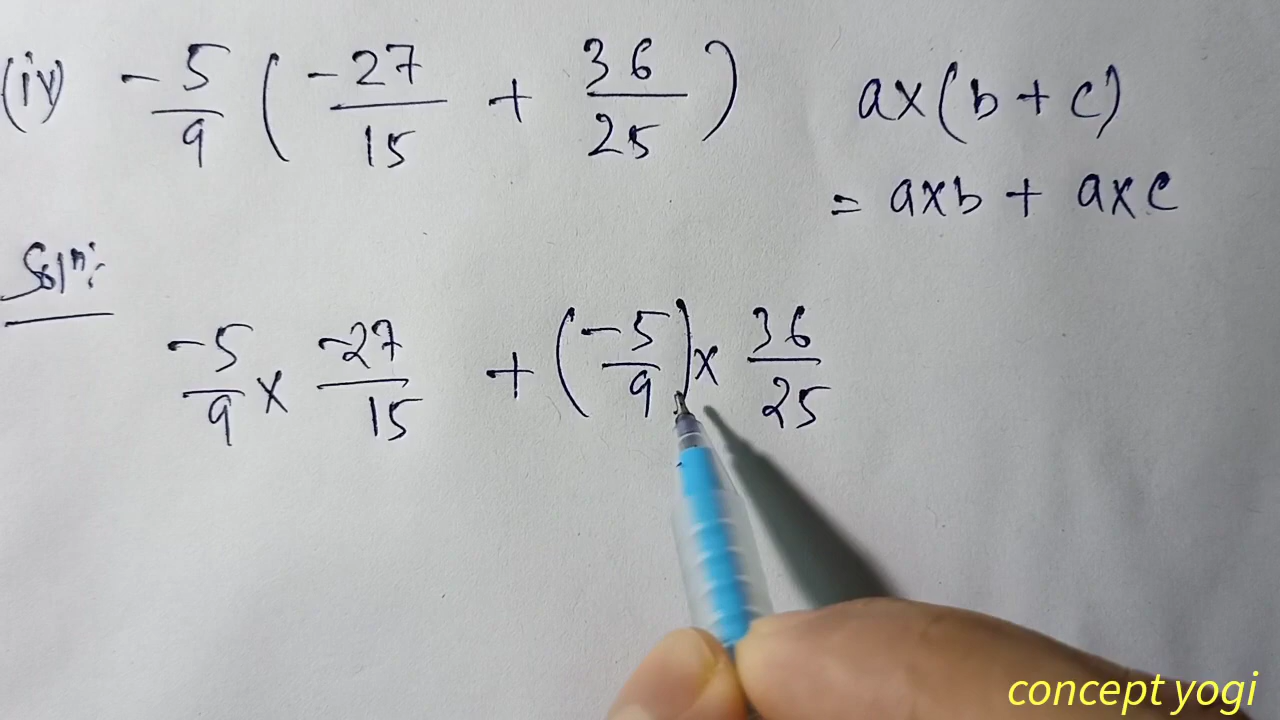 (iv) -5/9 ( -27/15 + 36/25 )
a×(b+c)
= a×b + a×c
Soln:
-5/9 × -27/15 + (-5/9) × 36/25
concept yogi